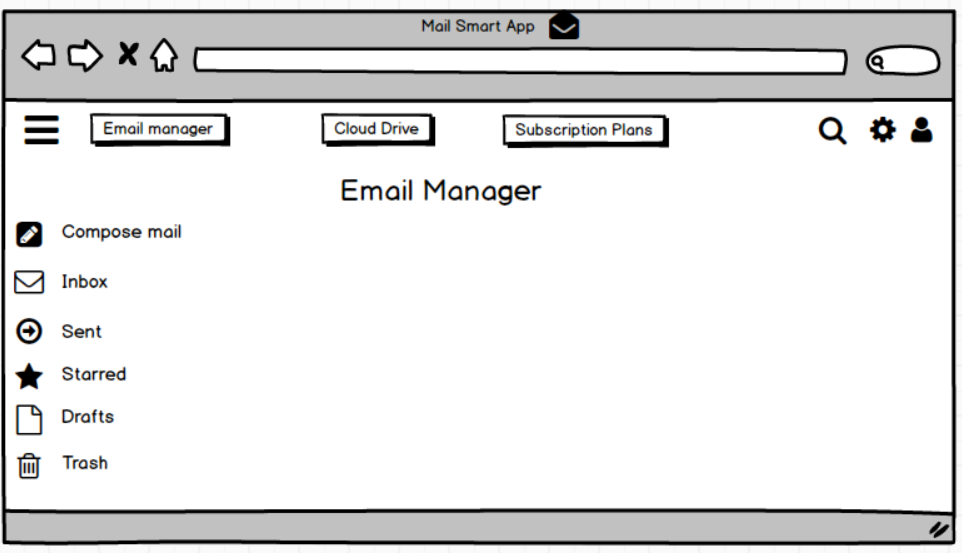 Mail Smart App
Email manager
Cloud Drive
Subscription Plans
Email Manager
Compose mail
Inbox
Sent
Starred
Drafts
Trash